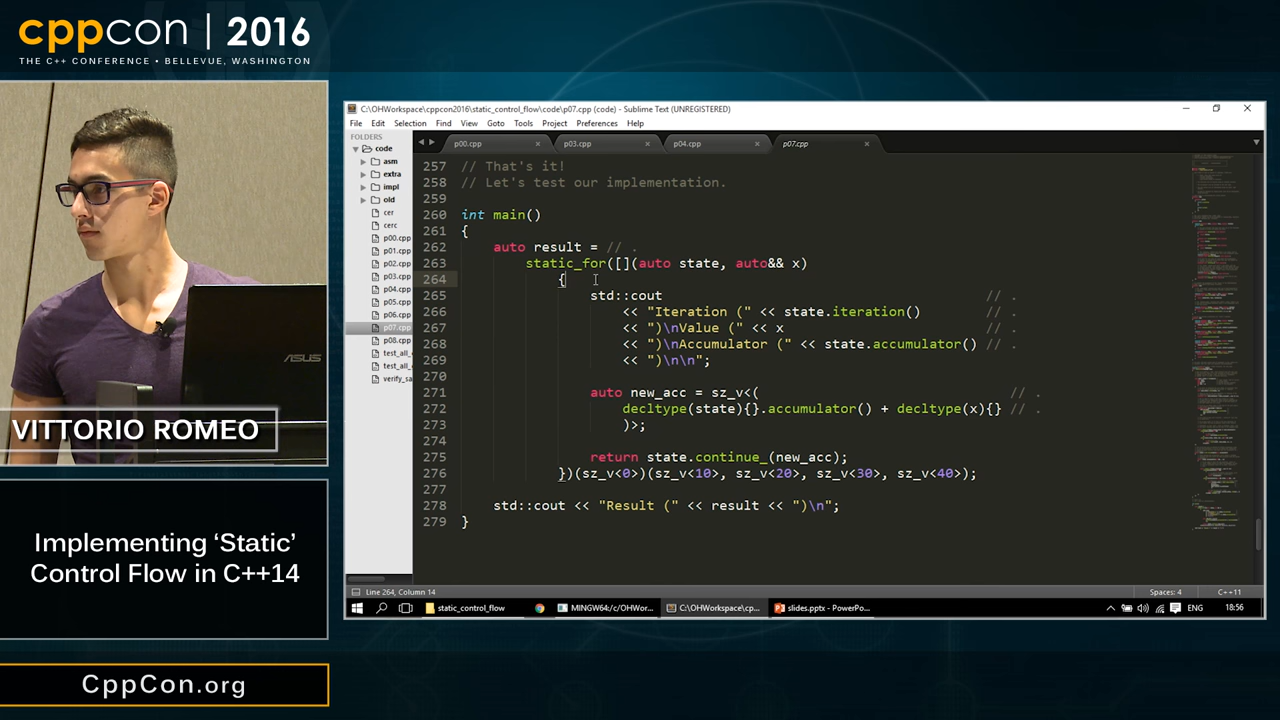 cppcon | 2016
THE C++ CONFERENCE • BELLEVUE, WASHINGTON
ASUS
VITTORIO ROMEO
Implementing ‘Static’
Control Flow in C++14
CppCon.org
C:\OHWorkspace\cppcon2016\static_control_flow\code\p07.cpp (code) - Sublime Text (UNREGISTERED)
File Edit Selection Find View Goto Tools Project Preferences Help
FOLDERS
code
asm
extra
impl
old
cer
cerc
p00.cpp
p01.cpp
p02.cpp
p03.cpp
p04.cpp
p05.cpp
p06.cpp
p07.cpp
p08.cpp
test_all_
test_all_
verify_sa
p00.cpp p03.cpp p04.cpp p07.cpp
257 // That's it!
258 // Let's test our implementation.
259
260 int main()
261 {
262 auto result = // .
263 static_for([](auto state, auto&& x)
264 {
265 std::cout // .
266 << "Iteration (" << state.iteration() // .
267 << ")\nValue (" << x // .
268 << ")\nAccumulator (" << state.accumulator() // .
269 << ")\n\n";
270
271 auto new_acc = sz_v<( // .
272 decltype(state){}.accumulator() + decltype(x){} // .
273 )>;
274
275 return state.continue_(new_acc);
276 })(sz_v<0>)(sz_v<10>, sz_v<20>, sz_v<30>, sz_v<40>);
277
278 std::cout << "Result (" << result << ")\n";
279 }
Line 264, Column 14 Spaces: 4 C++11
static_control_flow MINGW64:/c/OHWor... C:\OHWorkspace\cp... slides.pptx - PowerPo... ENG 18:56